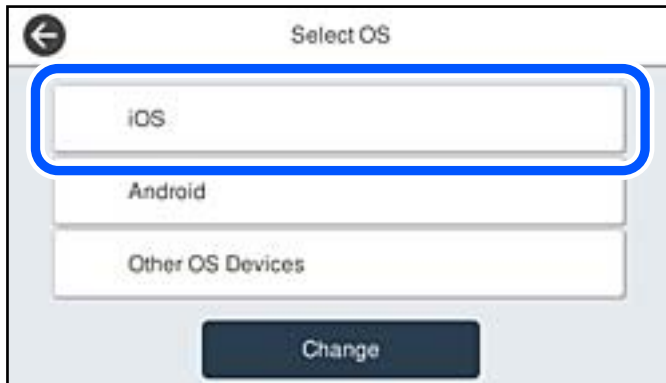 Select OS
iOS
Android
Other OS Devices
Change